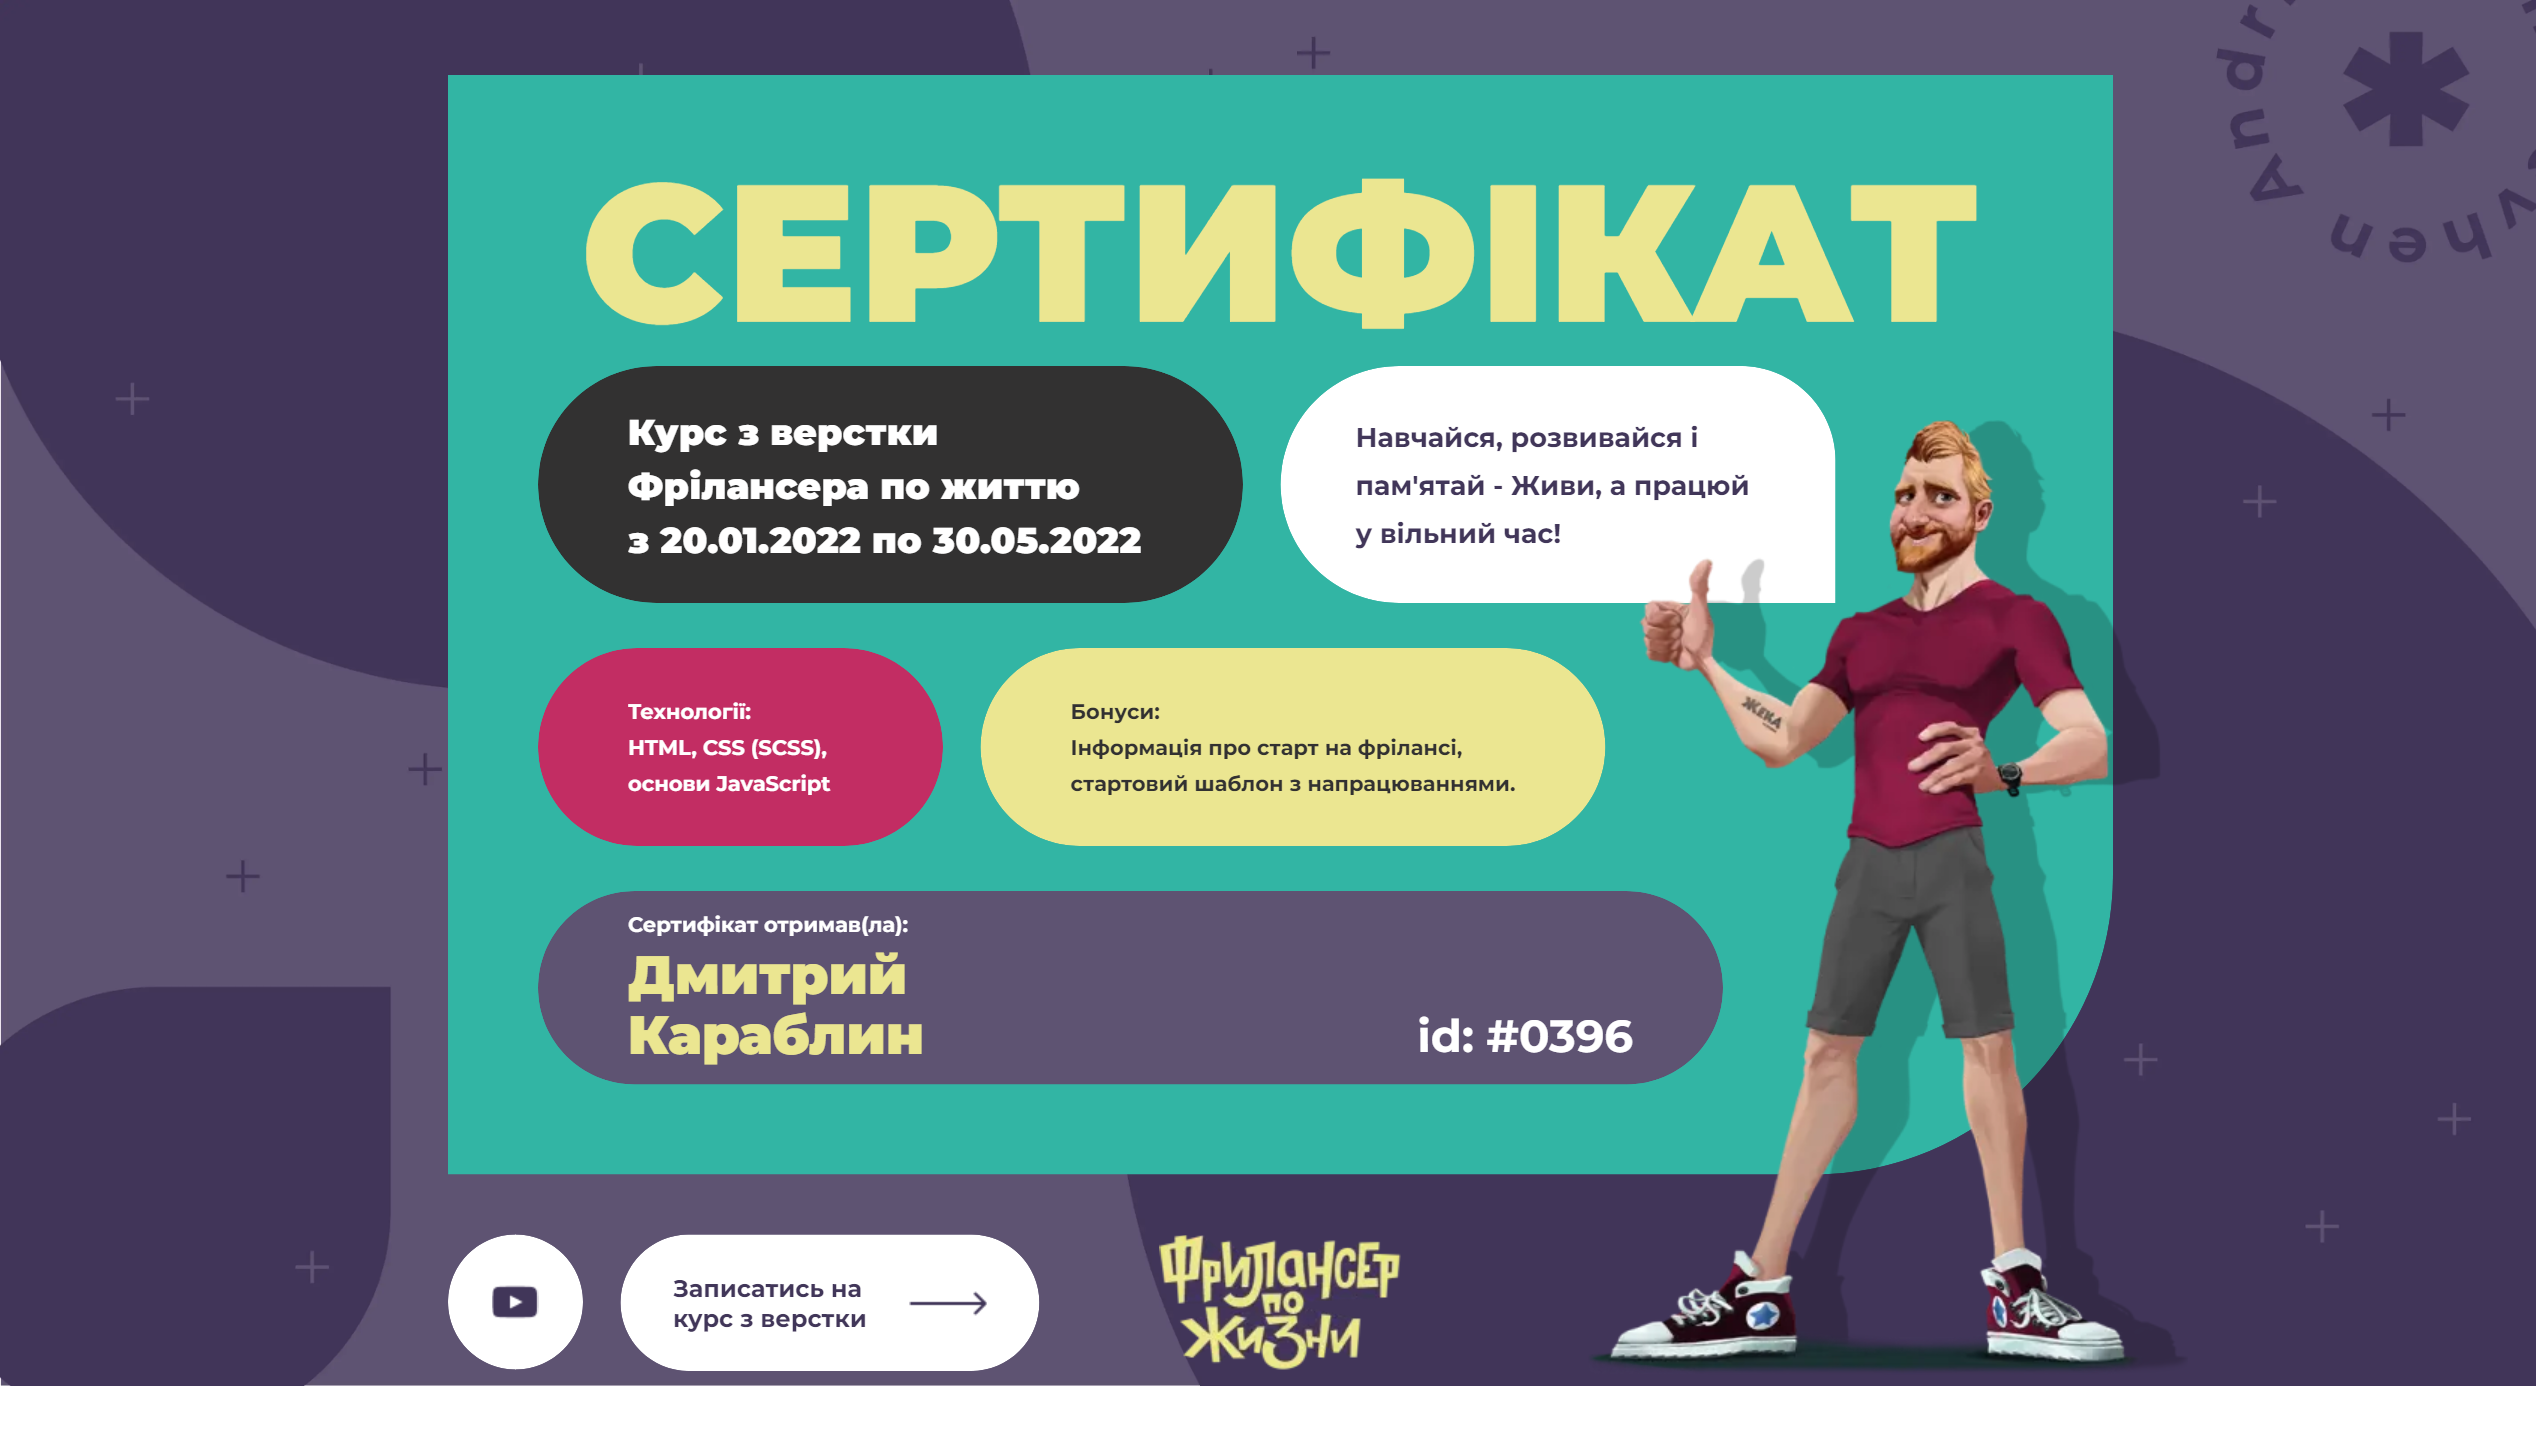 СЕРТИФІКАТ
Курс з верстки
Фрілансера по життю
з 20.01.2022 по 30.05.2022
Навчайся, розвивайся і
пам'ятай - Живи, а працюй
у вільний час!
Технології:
HTML, CSS (SCSS),
основи JavaScript
Бонуси:
Інформація про старт на фрілансі,
стартовий шаблон з напрацюваннями.
ЖЕКА
Сертифікат отримав(ла):
Дмитрий
Караблин
id: #0396
Записатись на
курс з верстки
ФРИЛАНСЕР
ПО
ЖИЗНИ